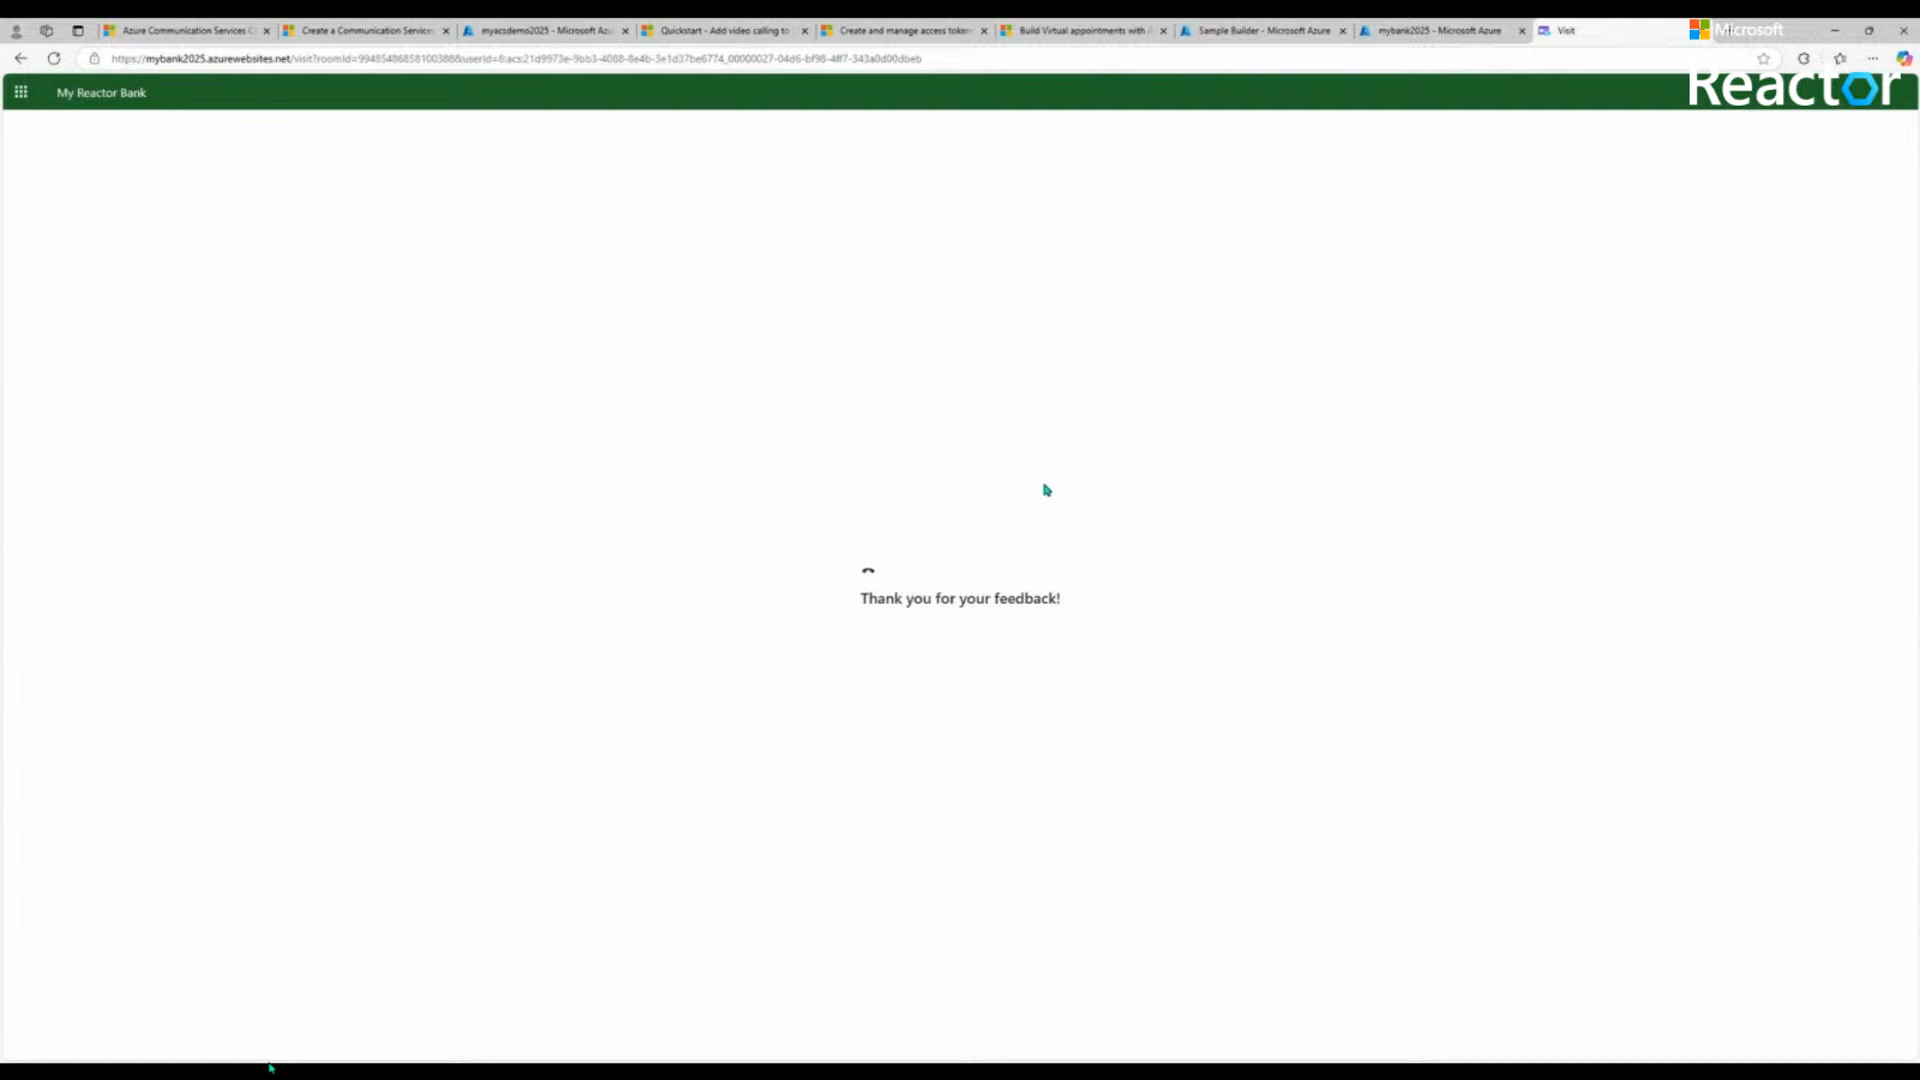 Azure Communication Services C
Create a Communication Service
myacsdemo2025 - Microsoft Azu
Quickstart - Add video calling to
Create and manage access token
Build Virtual appointments with A
Sample Builder - Microsoft Azure
mybank2025 - Microsoft Azure
Visit
Microsoft
Reactor
My Reactor Bank
Thank you for your feedback!